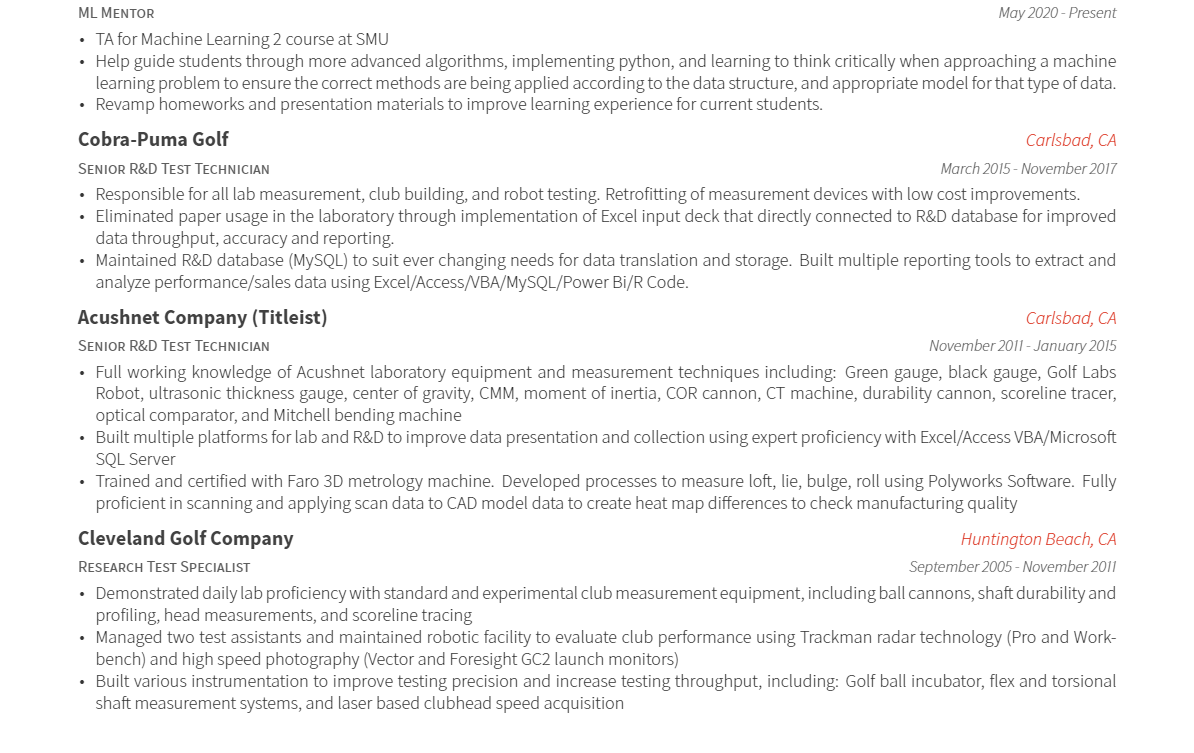 ML Mentor May 2020 - Present
• TA for Machine Learning 2 course at SMU
• Help guide students through more advanced algorithms, implementing python, and learning to think critically when approaching a machine
learning problem to ensure the correct methods are being applied according to the data structure, and appropriate model for that type of data.
• Revamp homeworks and presentation materials to improve learning experience for current students.
Cobra-Puma Golf Carlsbad, CA
Senior R&D Test Technician March 2015 - November 2017
• Responsible for all lab measurement, club building, and robot testing. Retrofitting of measurement devices with low cost improvements.
• Eliminated paper usage in the laboratory through implementation of Excel input deck that directly connected to R&D database for improved
data throughput, accuracy and reporting.
• Maintained R&D database (MySQL) to suit ever changing needs for data translation and storage. Built multiple reporting tools to extract and
analyze performance/sales data using Excel/Access/VBA/MySQL/Power Bi/R Code.
Acushnet Company (Titleist) Carlsbad, CA
Senior R&D Test Technician November 2011 - January 2015
• Full working knowledge of Acushnet laboratory equipment and measurement techniques including: Green gauge, black gauge, Golf Labs
Robot, ultrasonic thickness gauge, center of gravity, CMM, moment of inertia, COR cannon, CT machine, durability cannon, scoreline tracer,
optical comparator, and Mitchell bending machine
• Built multiple platforms for lab and R&D to improve data presentation and collection using expert proficiency with Excel/Access VBA/Microsoft
SQL Server
• Trained and certified with Faro 3D metrology machine. Developed processes to measure loft, lie, bulge, roll using Polyworks Software. Fully
proficient in scanning and applying scan data to CAD model data to create heat map differences to check manufacturing quality
Cleveland Golf Company Huntington Beach, CA
Research Test Specialist September 2005 - November 2011
• Demonstrated daily lab proficiency with standard and experimental club measurement equipment, including ball cannons, shaft durability and
profiling, head measurements, and scoreline tracing
• Managed two test assistants and maintained robotic facility to evaluate club performance using Trackman radar technology (Pro and Work-
bench) and high speed photography (Vector and Foresight GC2 launch monitors)
• Built various instrumentation to improve testing precision and increase testing throughput, including: Golf ball incubator, flex and torsional
shaft measurement systems, and laser based clubhead speed acquisition